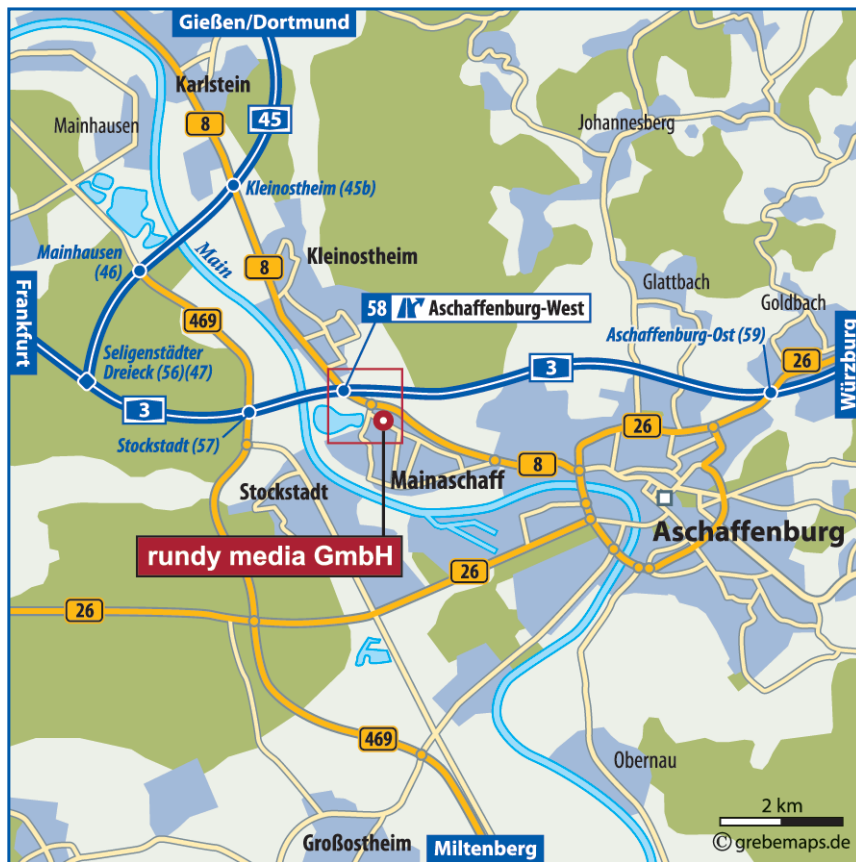 Gießen/Dortmund
Karlstein
8
45
Mainhausen
Johannesberg
Kleinostheim (45b)
Main
Kleinostheim
Mainhausen
(46)
8
Glattbach
Goldbach
Frankfurt
469
58 Aschaffenburg-West
Aschaffenburg-Ost (59)
26
Würzburg
Seligenstädter
Dreieck (56)(47)
3
3
Stockstadt (57)
26
Mainaschaff
8
Stockstadt
Aschaffenburg
rundy media GmbH
26
26
469
Obernau
2 km
Großostheim
Miltenberg
© grebemaps.de